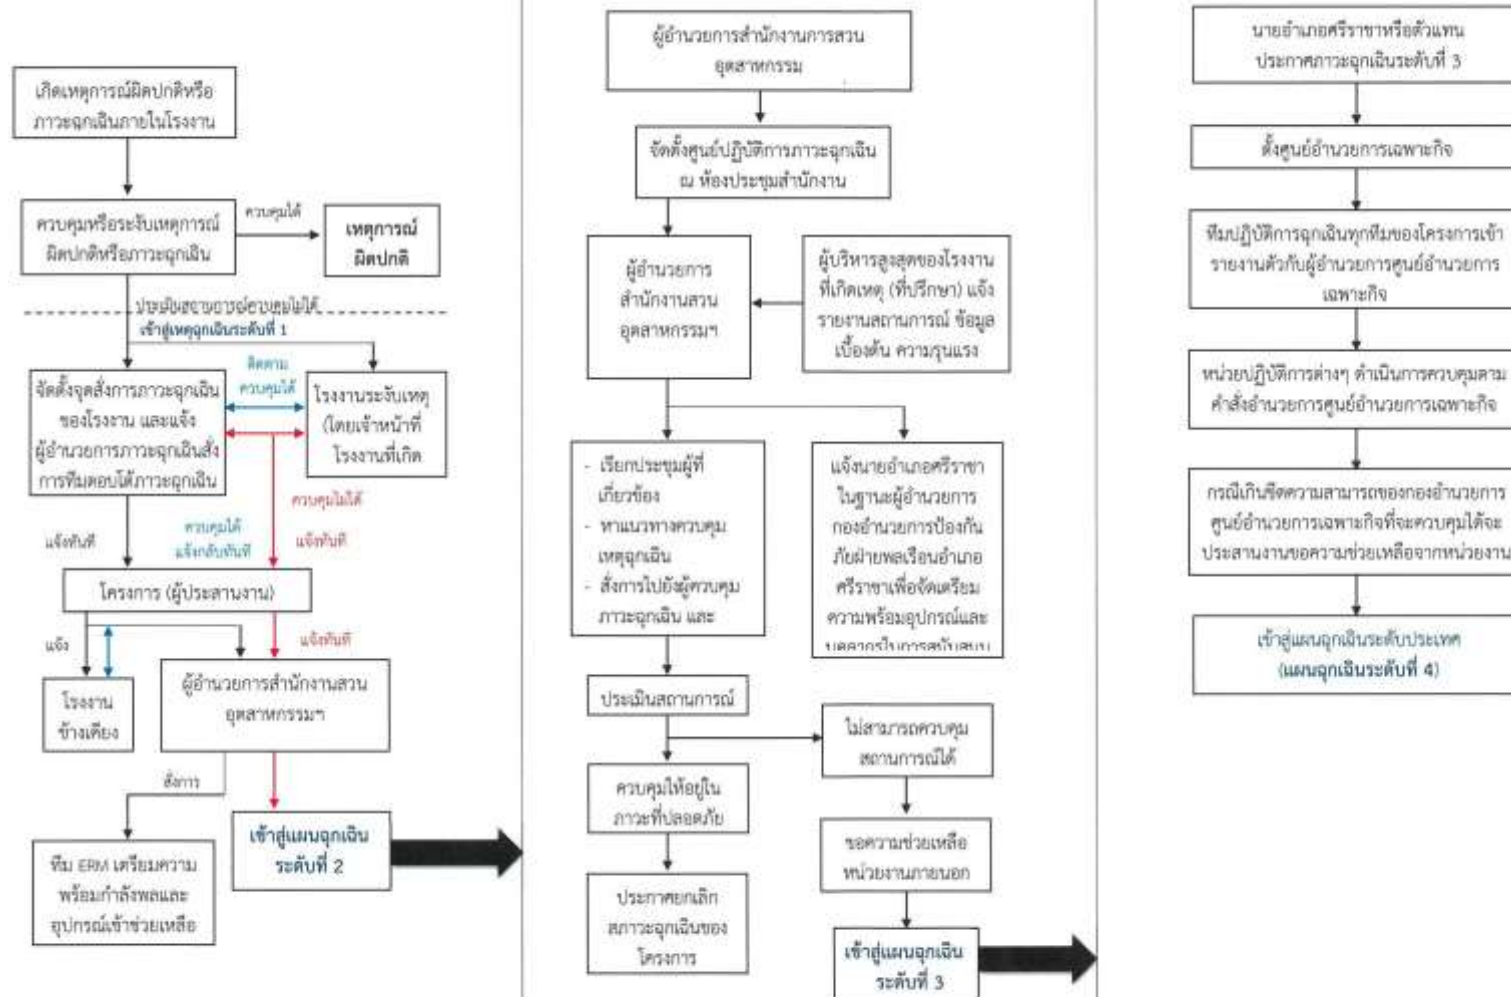 เกิดเหตุการณ์ผิดปกติหรือ
ภาวะฉุกเฉินภายในโรงงาน
ควบคุมหรือระงับเหตุการณ์
ผิดปกติหรือภาวะฉุกเฉิน
ควบคุมได้
เหตุการณ์
ผิดปกติ
ประเมินสถานการณ์ควบคุมไม่ได้
เข้าสู่เหตุฉุกเฉินระดับที่ 1
จัดตั้งจุดสั่งการภาวะฉุกเฉิน
ของโรงงาน และแจ้ง
ผู้อำนวยการภาวะฉุกเฉินสั่ง
การทีมตอบโต้ภาวะฉุกเฉิน
ติดตาม
ควบคุมได้
โรงงานระงับเหตุ
(โดยเจ้าหน้าที่
โรงงานที่เกิด
ควบคุมไม่ได้
แจ้งทันที
แจ้งทันที
ควบคุมได้
แจ้งกลับทันที
โครงการ (ผู้ประสานงาน)
แจ้ง
แจ้งทันที
โรงงาน
ข้างเคียง
ผู้อำนวยการสำนักงานสวน
อุตสาหกรรมฯ
สั่งการ
ทีม ERM เตรียมความ
พร้อมกำลังพลและ
อุปกรณ์เข้าช่วยเหลือ
เข้าสู่แผนฉุกเฉิน
ระดับที่ 2
ผู้อำนวยการสำนักงานการสวน
อุตสาหกรรม
จัดตั้งศูนย์ปฏิบัติการภาวะฉุกเฉิน
ณ ห้องประชุมสำนักงาน
ผู้อำนวยการ
สำนักงานสวน
อุตสาหกรรมฯ
ผู้บริหารสูงสุดของโรงงาน
ที่เกิดเหตุ (ที่ปรึกษา) แจ้ง
รายงานสถานการณ์ ข้อมูล
เบื้องต้น ความรุนแรง
- เรียกประชุมผู้ที่
เกี่ยวข้อง
- หาแนวทางควบคุม
เหตุฉุกเฉิน
- สั่งการไปยังผู้ควบคุม
ภาวะฉุกเฉิน และ
แจ้งนายอำเภอศรีราชา
ในฐานะผู้อำนวยการ
กองอำนวยการป้องกัน
ภัยฝ่ายพลเรือนอำเภอ
ศรีราชาเพื่อจัดเตรียม
ความพร้อมอุปกรณ์และ
บุคลากรในการสนับสนุน
ประเมินสถานการณ์
ไม่สามารถควบคุม
สถานการณ์ได้
ควบคุมให้อยู่ใน
ภาวะที่ปลอดภัย
ขอความช่วยเหลือ
หน่วยงานภายนอก
ประกาศยกเลิก
สภาวะฉุกเฉินของ
โครงการ
เข้าสู่แผนฉุกเฉิน
ระดับที่ 3
นายอำเภอศรีราชาหรือตัวแทน
ประกาศภาวะฉุกเฉินระดับที่ 3
ตั้งศูนย์อำนวยการเฉพาะกิจ
ทีมปฏิบัติการฉุกเฉินทุกทีมของโครงการเข้า
รายงานตัวกับผู้อำนวยการศูนย์อำนวยการ
เฉพาะกิจ
หน่วยปฏิบัติการต่างๆ ดำเนินการควบคุมตาม
คำสั่งอำนวยการศูนย์อำนวยการเฉพาะกิจ
กรณีเกินขีดความสามารถของกองอำนวยการ
ศูนย์อำนวยการเฉพาะกิจที่จะควบคุมได้จะ
ประสานงานขอความช่วยเหลือจากหน่วยงาน
เข้าสู่แผนฉุกเฉินระดับประเทศ
(แผนฉุกเฉินระดับที่ 4)